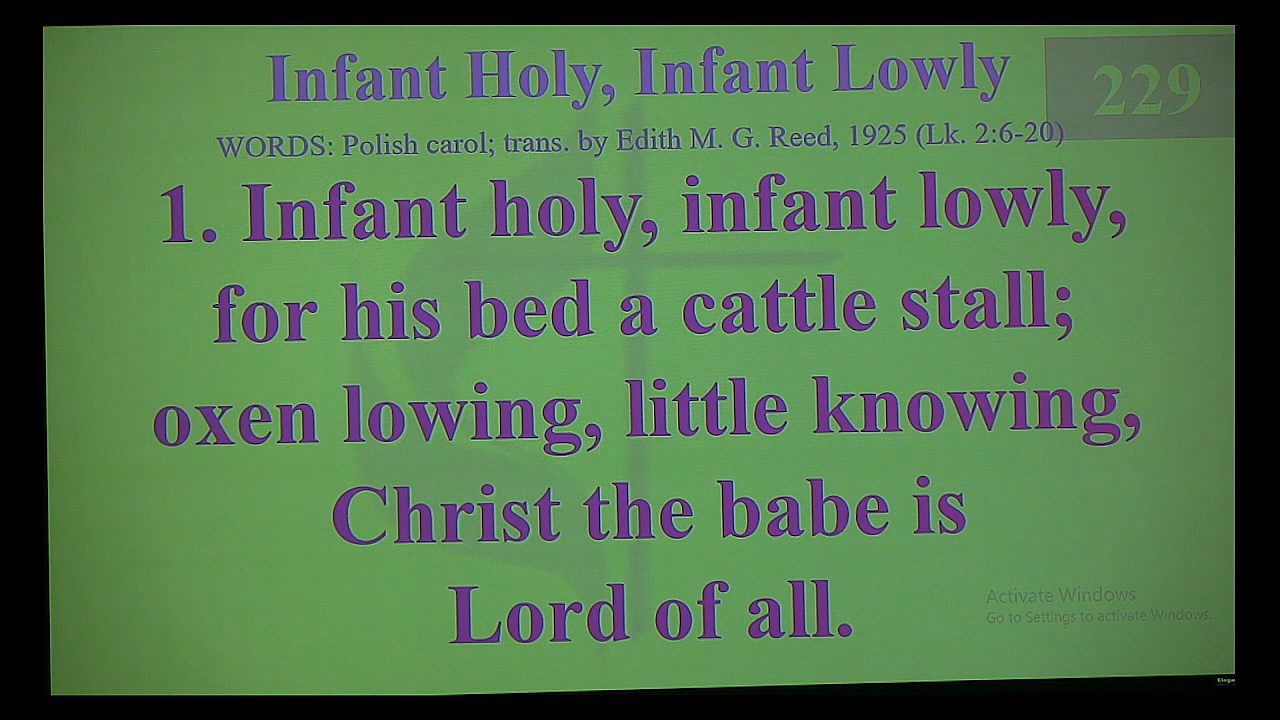 Infant Holy, Infant Lowly
229
WORDS: Polish carol; trans. by Edith M. G. Reed, 1925 (Lk. 2:6-20)
1. Infant holy, infant lowly,
for his bed a cattle stall;
oxen lowing, little knowing,
Christ the babe is
Lord of all.
Activate Windows
Go to Settings to activate Windows.